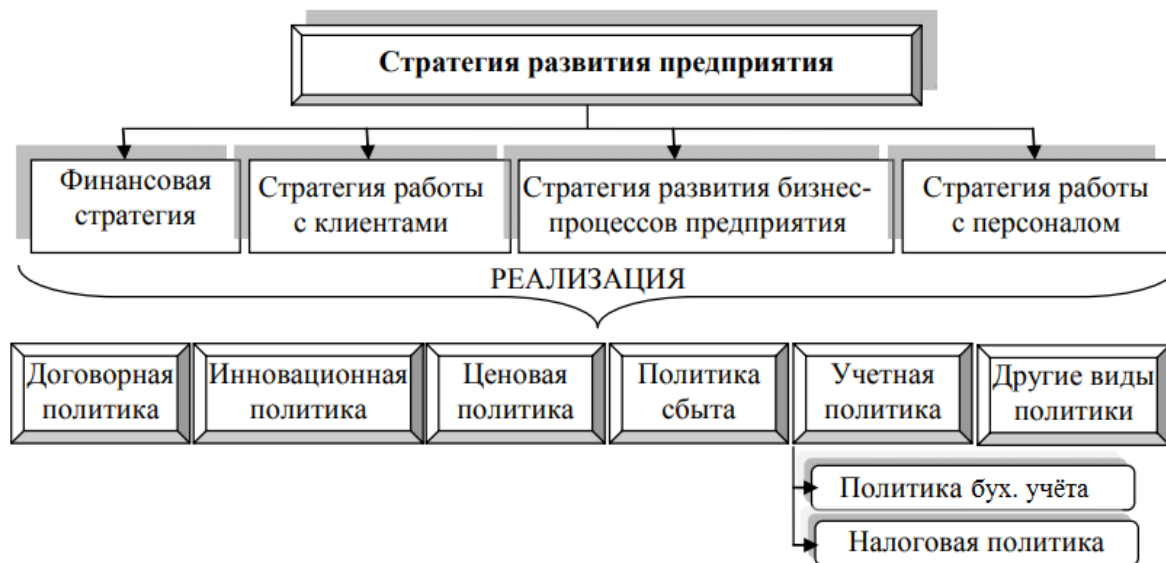 Стратегия развития предприятия
Финансовая
стратегия
Стратегия работы
с клиентами
Стратегия развития бизнес-
процессов предприятия
Стратегия работы
с персоналом
РЕАЛИЗАЦИЯ
Договорная
политика
Инновационная
политика
Ценовая
политика
Политика
сбыта
Учетная
политика
Другие виды
политики
Политика бух. учёта
Налоговая политика